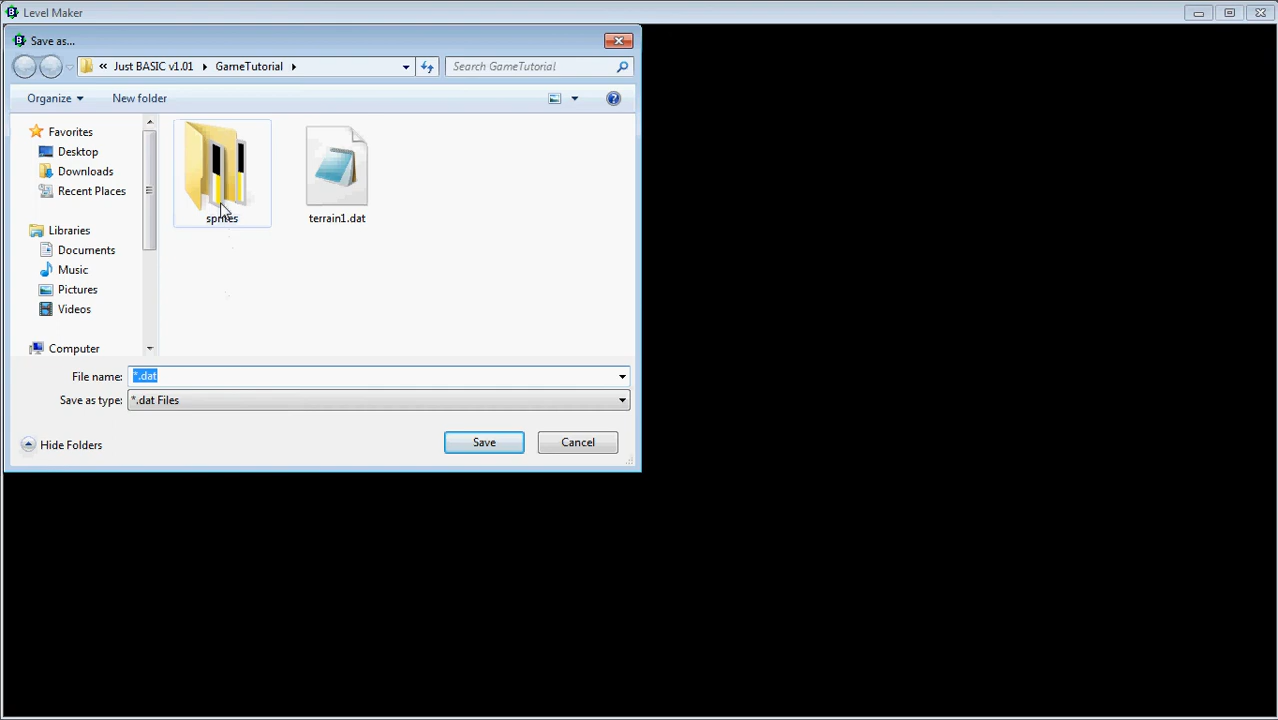 Level Maker
Save as...
« Just BASIC v1.01 GameTutorial
Search GameTutorial
Organize
New folder
Favorites
Desktop
Downloads
Recent Places
Libraries
Documents
Music
Pictures
Videos
Computer
sprites
terrain1.dat
File name: *.dat
Save as type: *.dat Files
Hide Folders
Save
Cancel